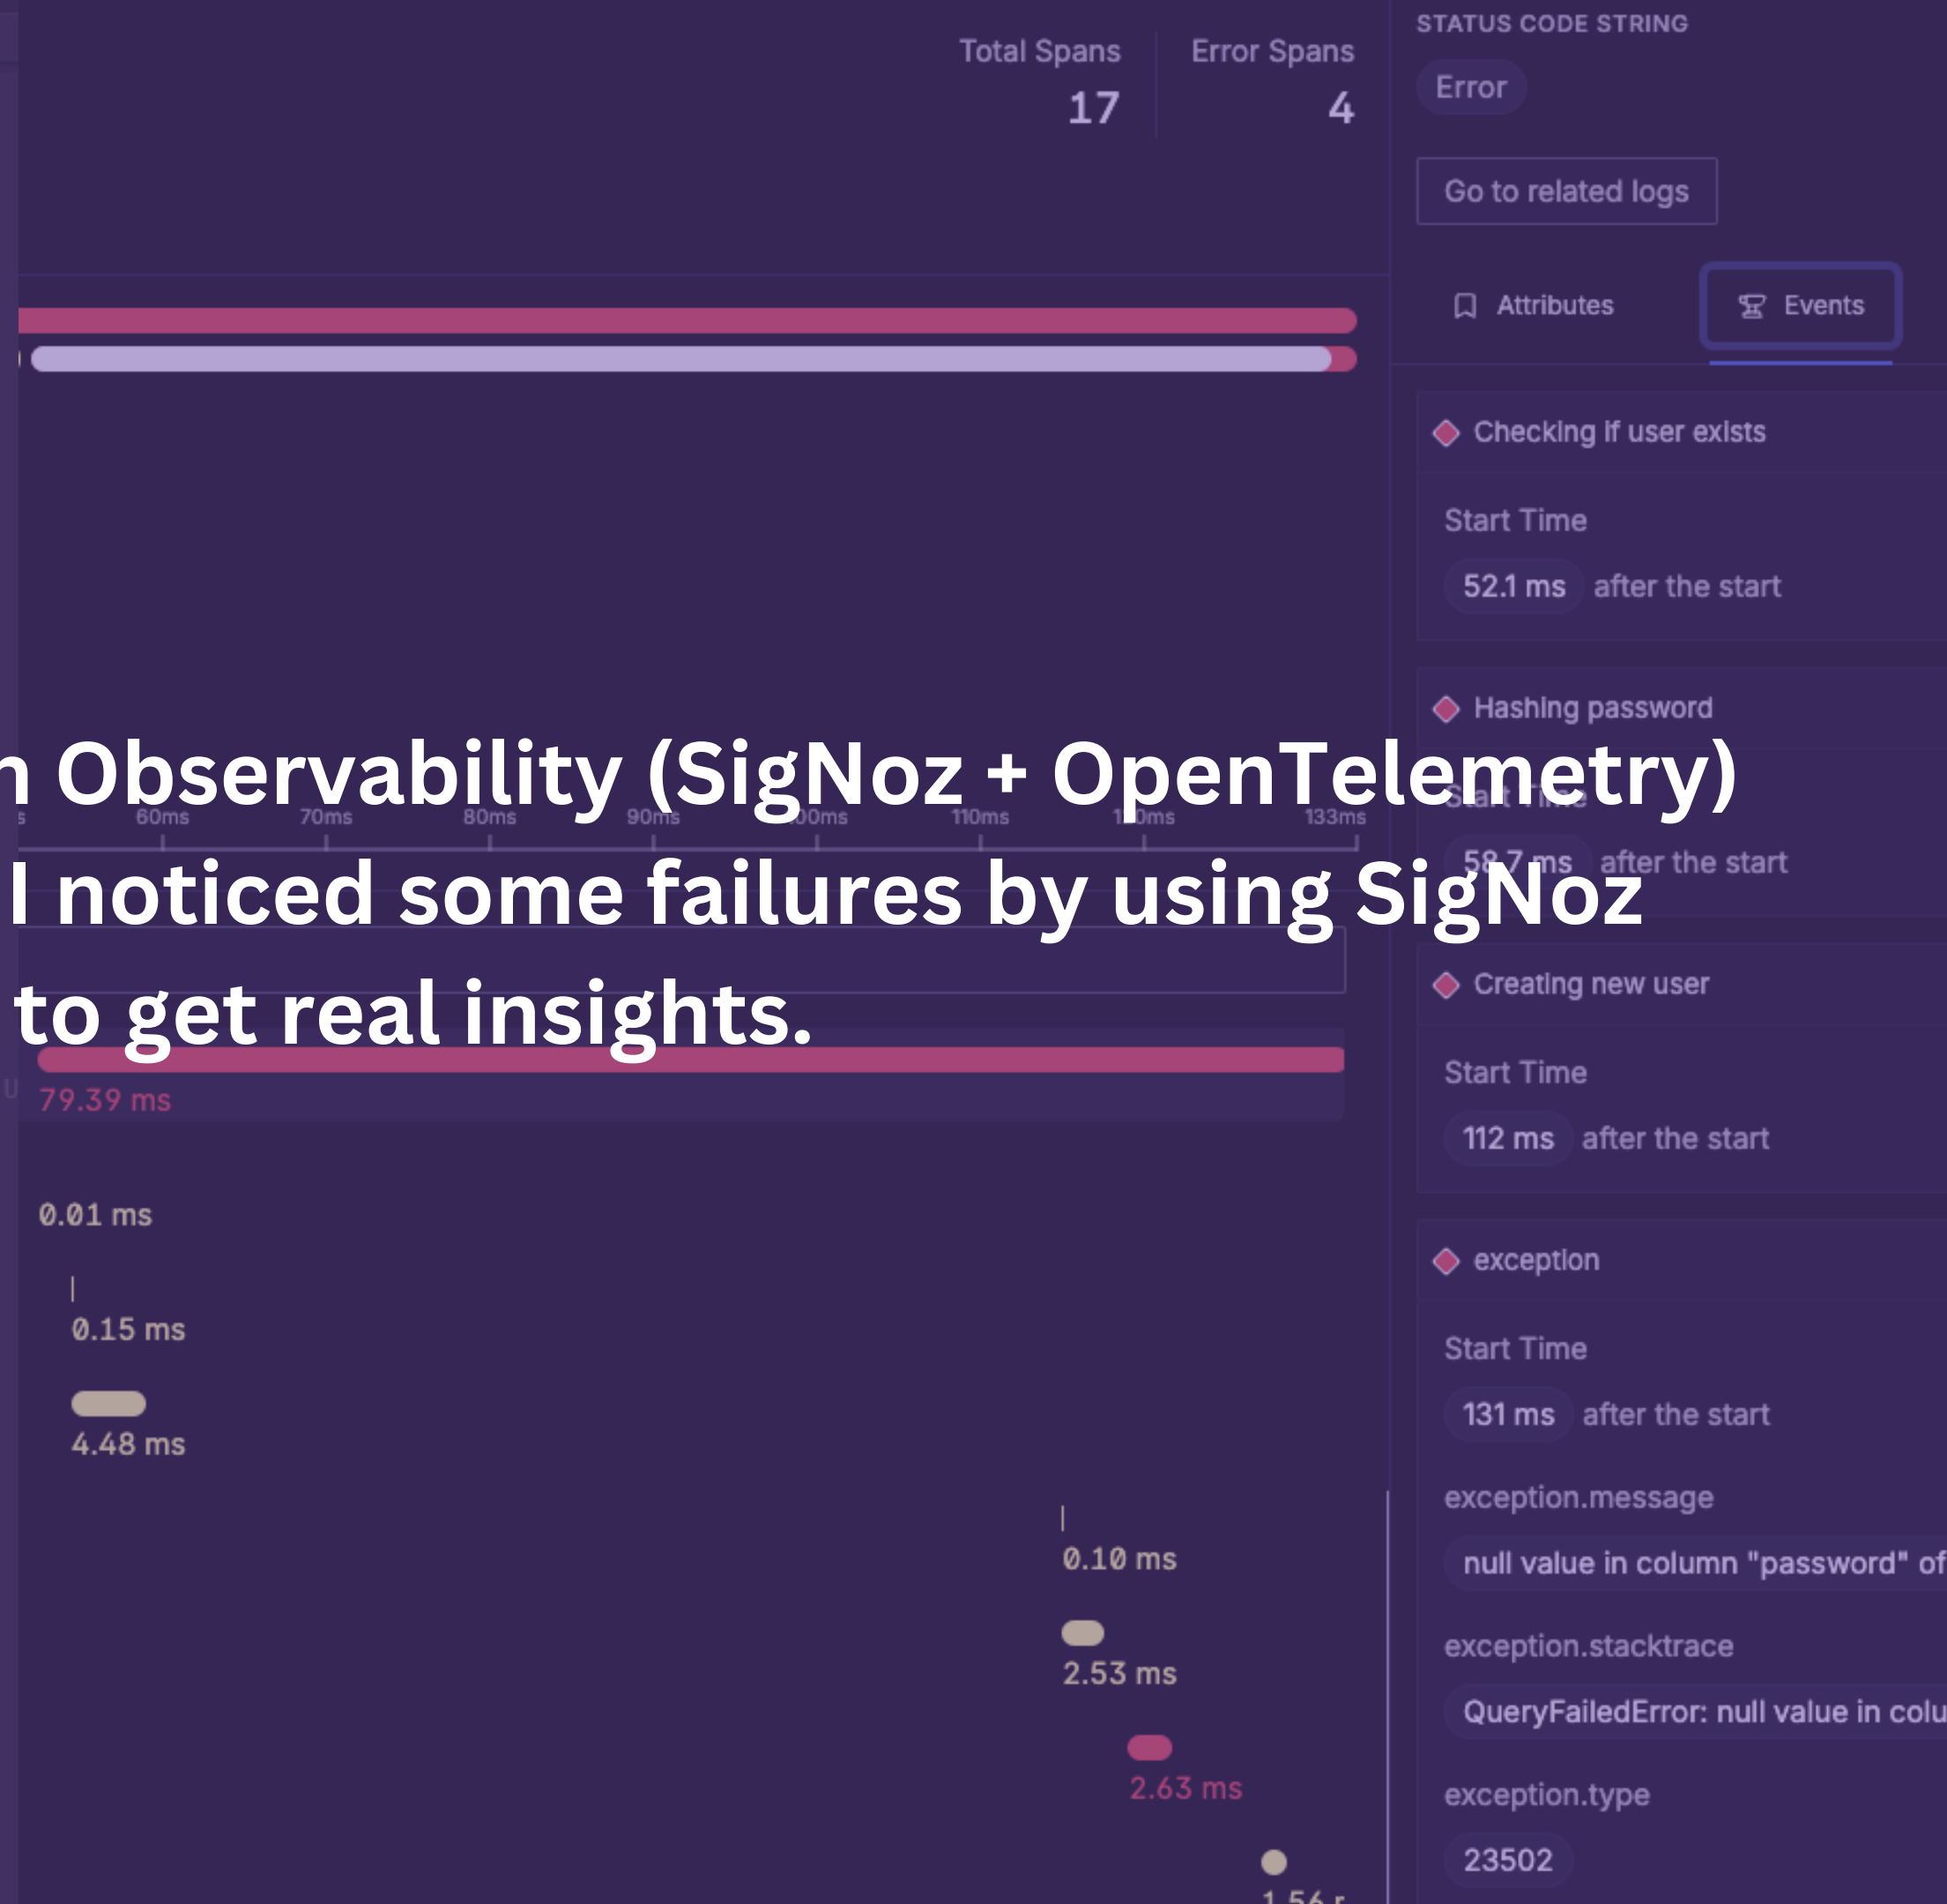 Total Spans
17
Error Spans
4
STATUS CODE STRING
Error
Go to related logs
Attributes
Events
Checking if user exists
Start Time
52.1 ms after the start
Hashing password
Start Time
58.7 ms after the start
Creating new user
Start Time
112 ms after the start
exception
Start Time
131 ms after the start
exception.message
null value in column "password" of
exception.stacktrace
QueryFailedError: null value in colu
exception.type
23502
n Observability (SigNoz + OpenTelemetry)
I noticed some failures by using SigNoz
to get real insights.
60ms 70ms 80ms 90ms 110ms 133ms
79.39 ms
0.01 ms
0.15 ms
4.48 ms
0.10 ms
2.53 ms
2.63 ms